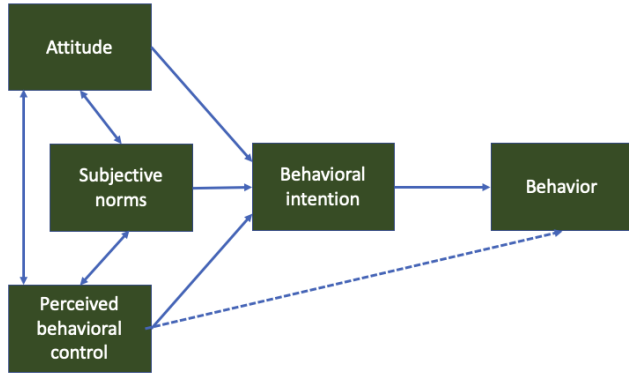 Attitude
Subjective
norms
Behavioral
intention
Behavior
Perceived
behavioral
control